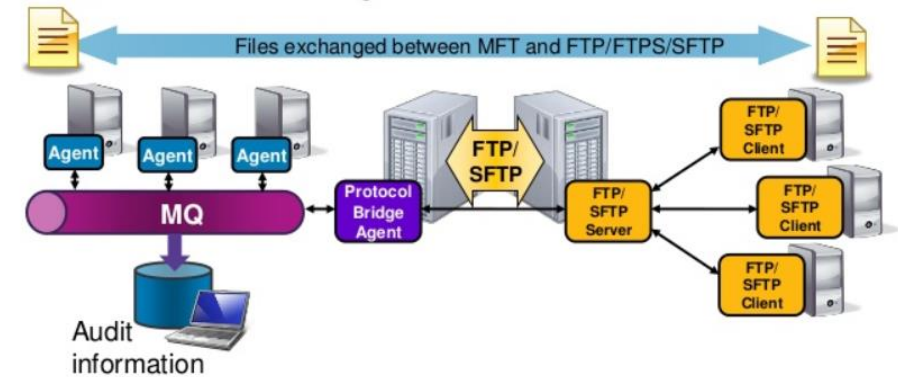 Files exchanged between MFT and FTP/FTPS/SFTP
Agent
Agent
Agent
MQ
Audit
information
Protocol
Bridge
Agent
FTP/
SFTP
FTP/
SFTP
Server
FTP/
SFTP
Client
FTP/
SFTP
Client
FTP/
SFTP
Client